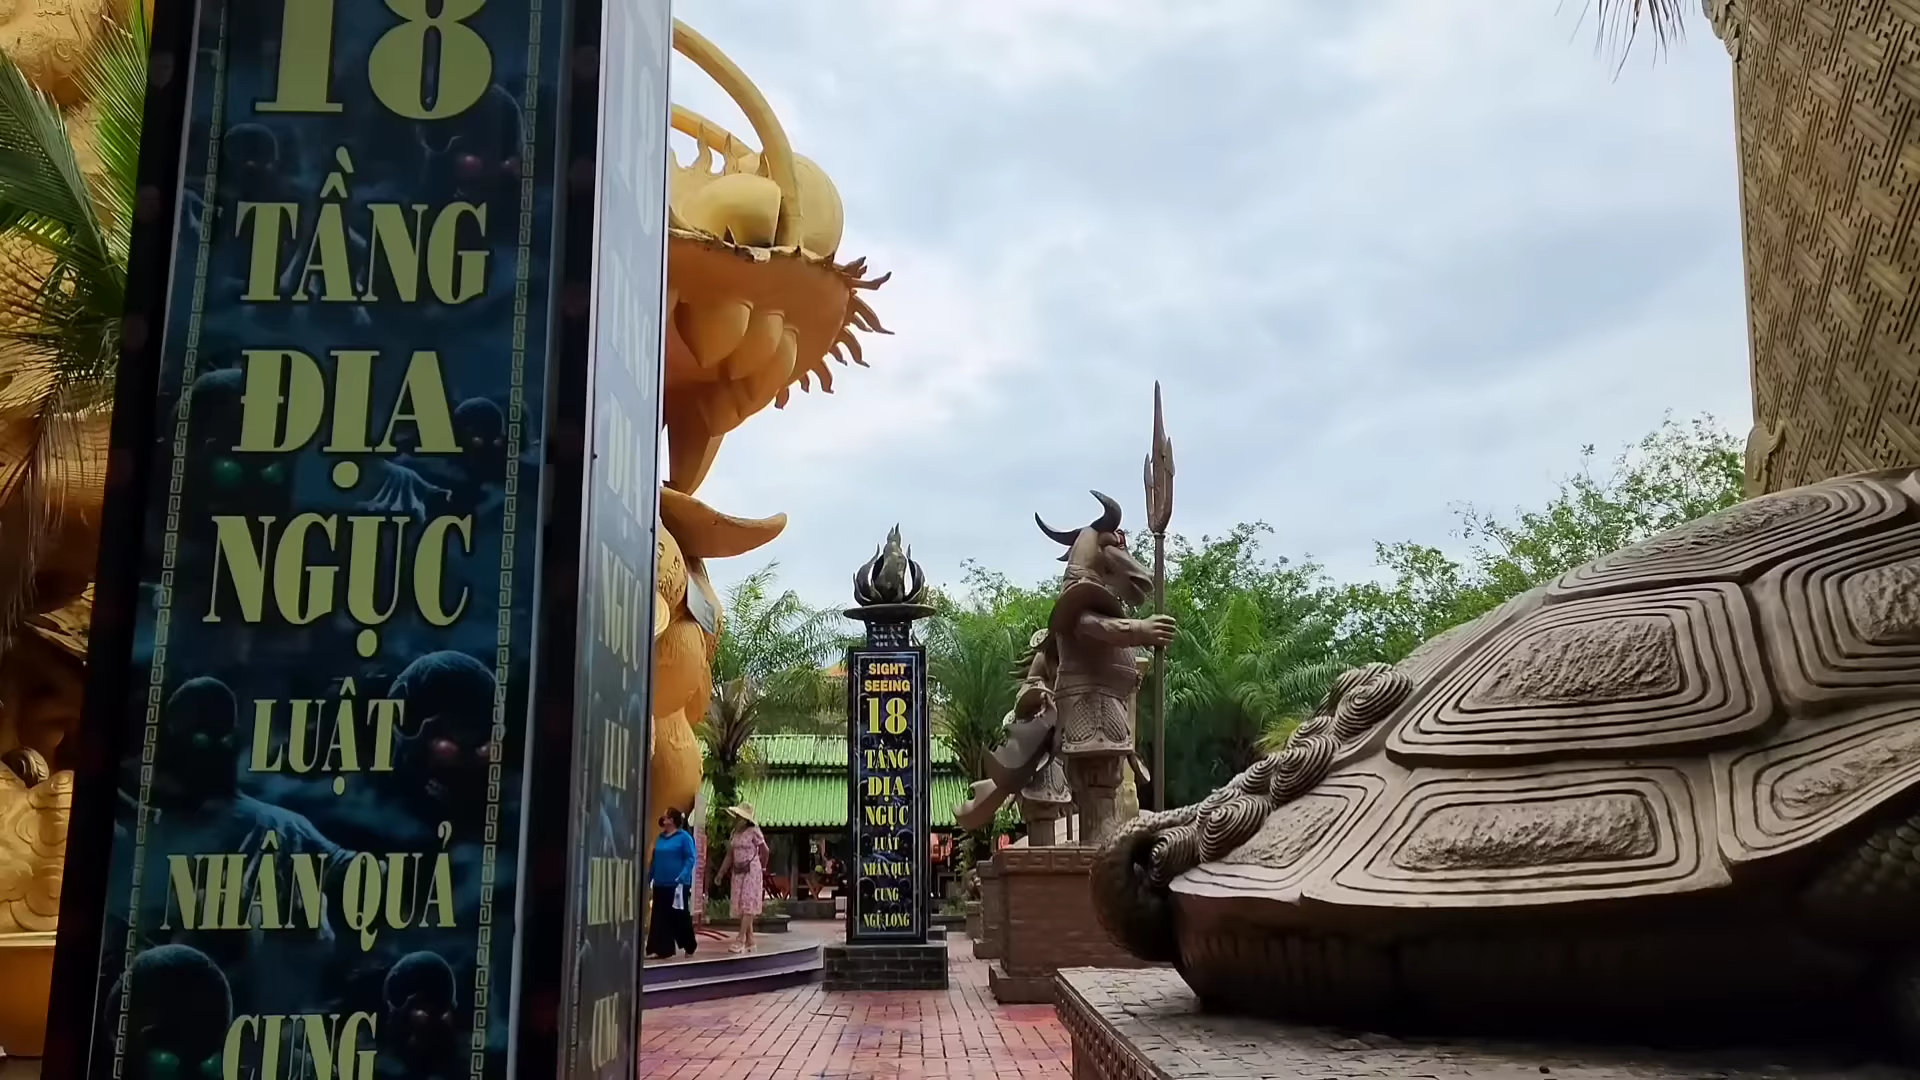 18
TẦNG
ĐỊA
NGỤC
LUẬT
NHÂN QUẢ
CUNG
SIGHT
SEEING
18
TẦNG
ĐỊA
NGỤC
LUẬT
NHÂN QUẢ
CUNG
NGŨ LONG